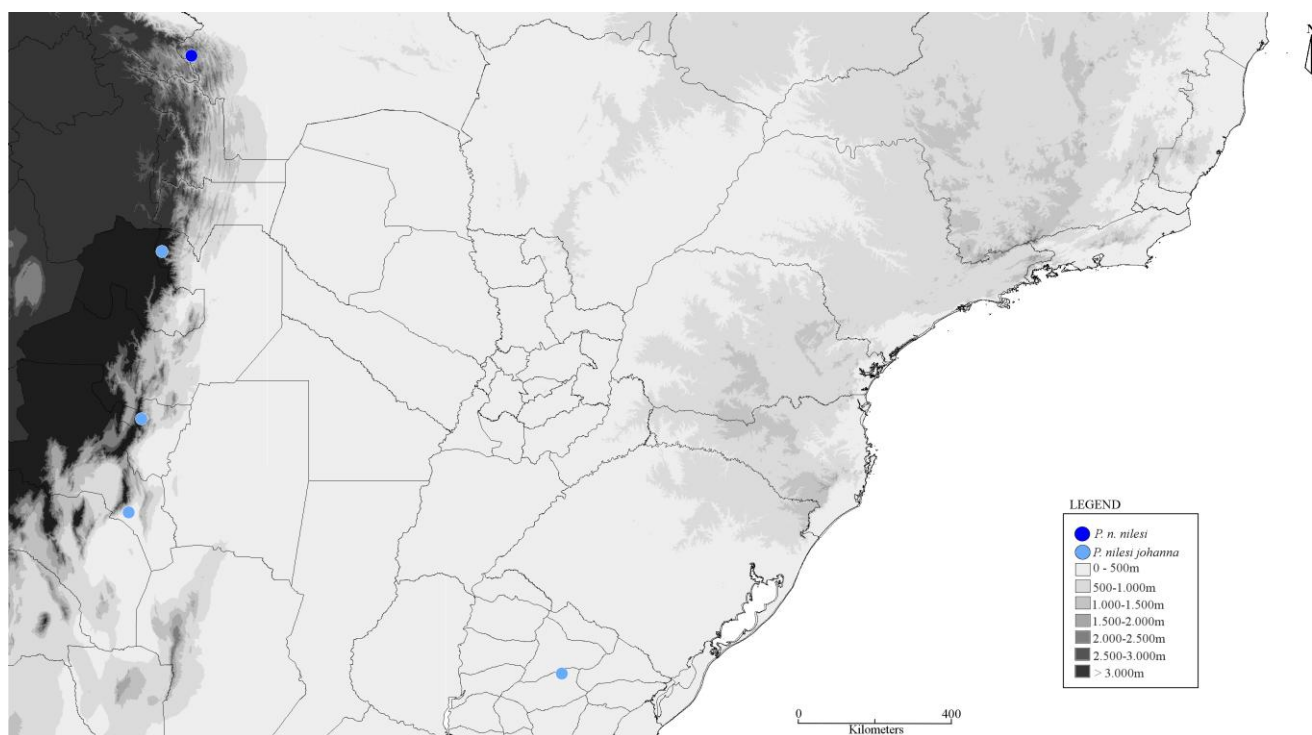 N
LEGEND
P. n. nilesi
P. nilesi johanna
0 - 500m
500-1.000m
1.000-1.500m
1.500-2.000m
2.000-2.500m
2.500-3.000m
> 3.000m
0 400
Kilometers